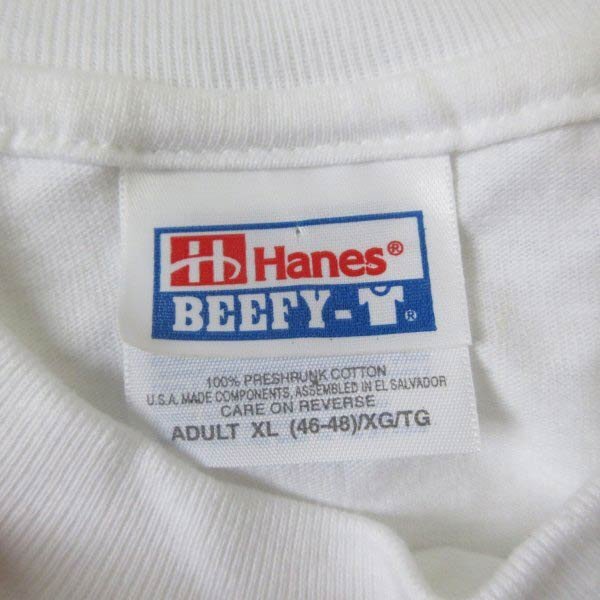 H Hanes®
BEEFY-T®
100% PRESHRUNK COTTON
U.S.A. MADE COMPONENTS, ASSEMBLED IN EL SALVADOR
CARE ON REVERSE
ADULT XL (46-48)/XG/TG